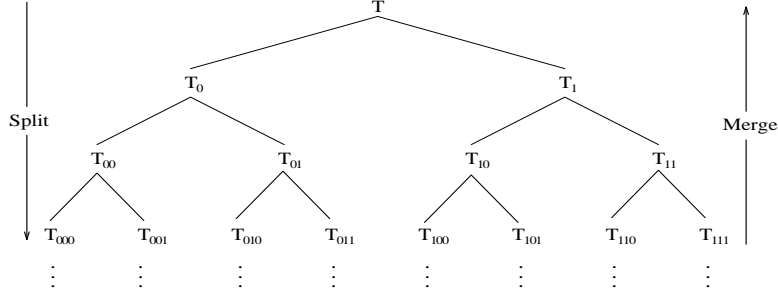 T
T₀ T₁
Split Merge
T₀₀ T₀₁ T₁₀ T₁₁
T₀₀₀ T₀₀₁ T₀₁₀ T₀₁₁ T₁₀₀ T₁₀₁ T₁₁₀ T₁₁₁